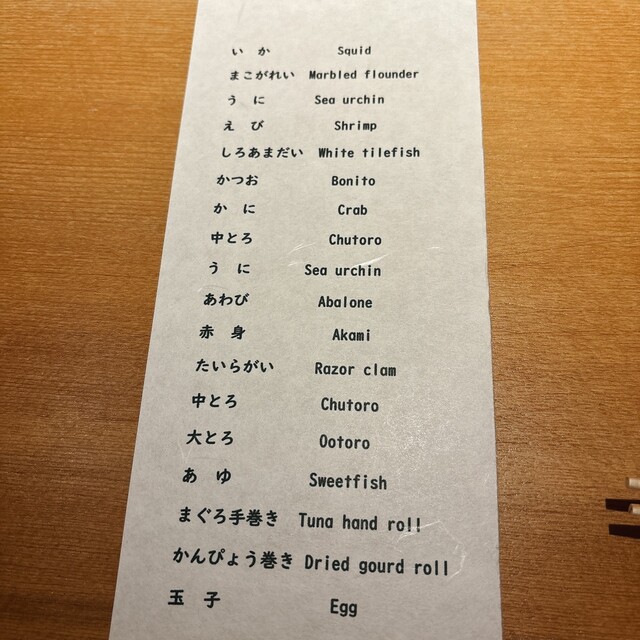 いか Squid
まこがれい Marbled flounder
うに Sea urchin
えび Shrimp
しろあまだい White tilefish
かつお Bonito
かに Crab
中とろ Chutoro
うに Sea urchin
あわび Abalone
赤身 Akami
たいらがい Razor clam
中とろ Chutoro
大とろ Ootoro
あゆ Sweetfish
まぐろ手巻き Tuna hand roll
かんぴょう巻き Dried gourd roll
玉子 Egg